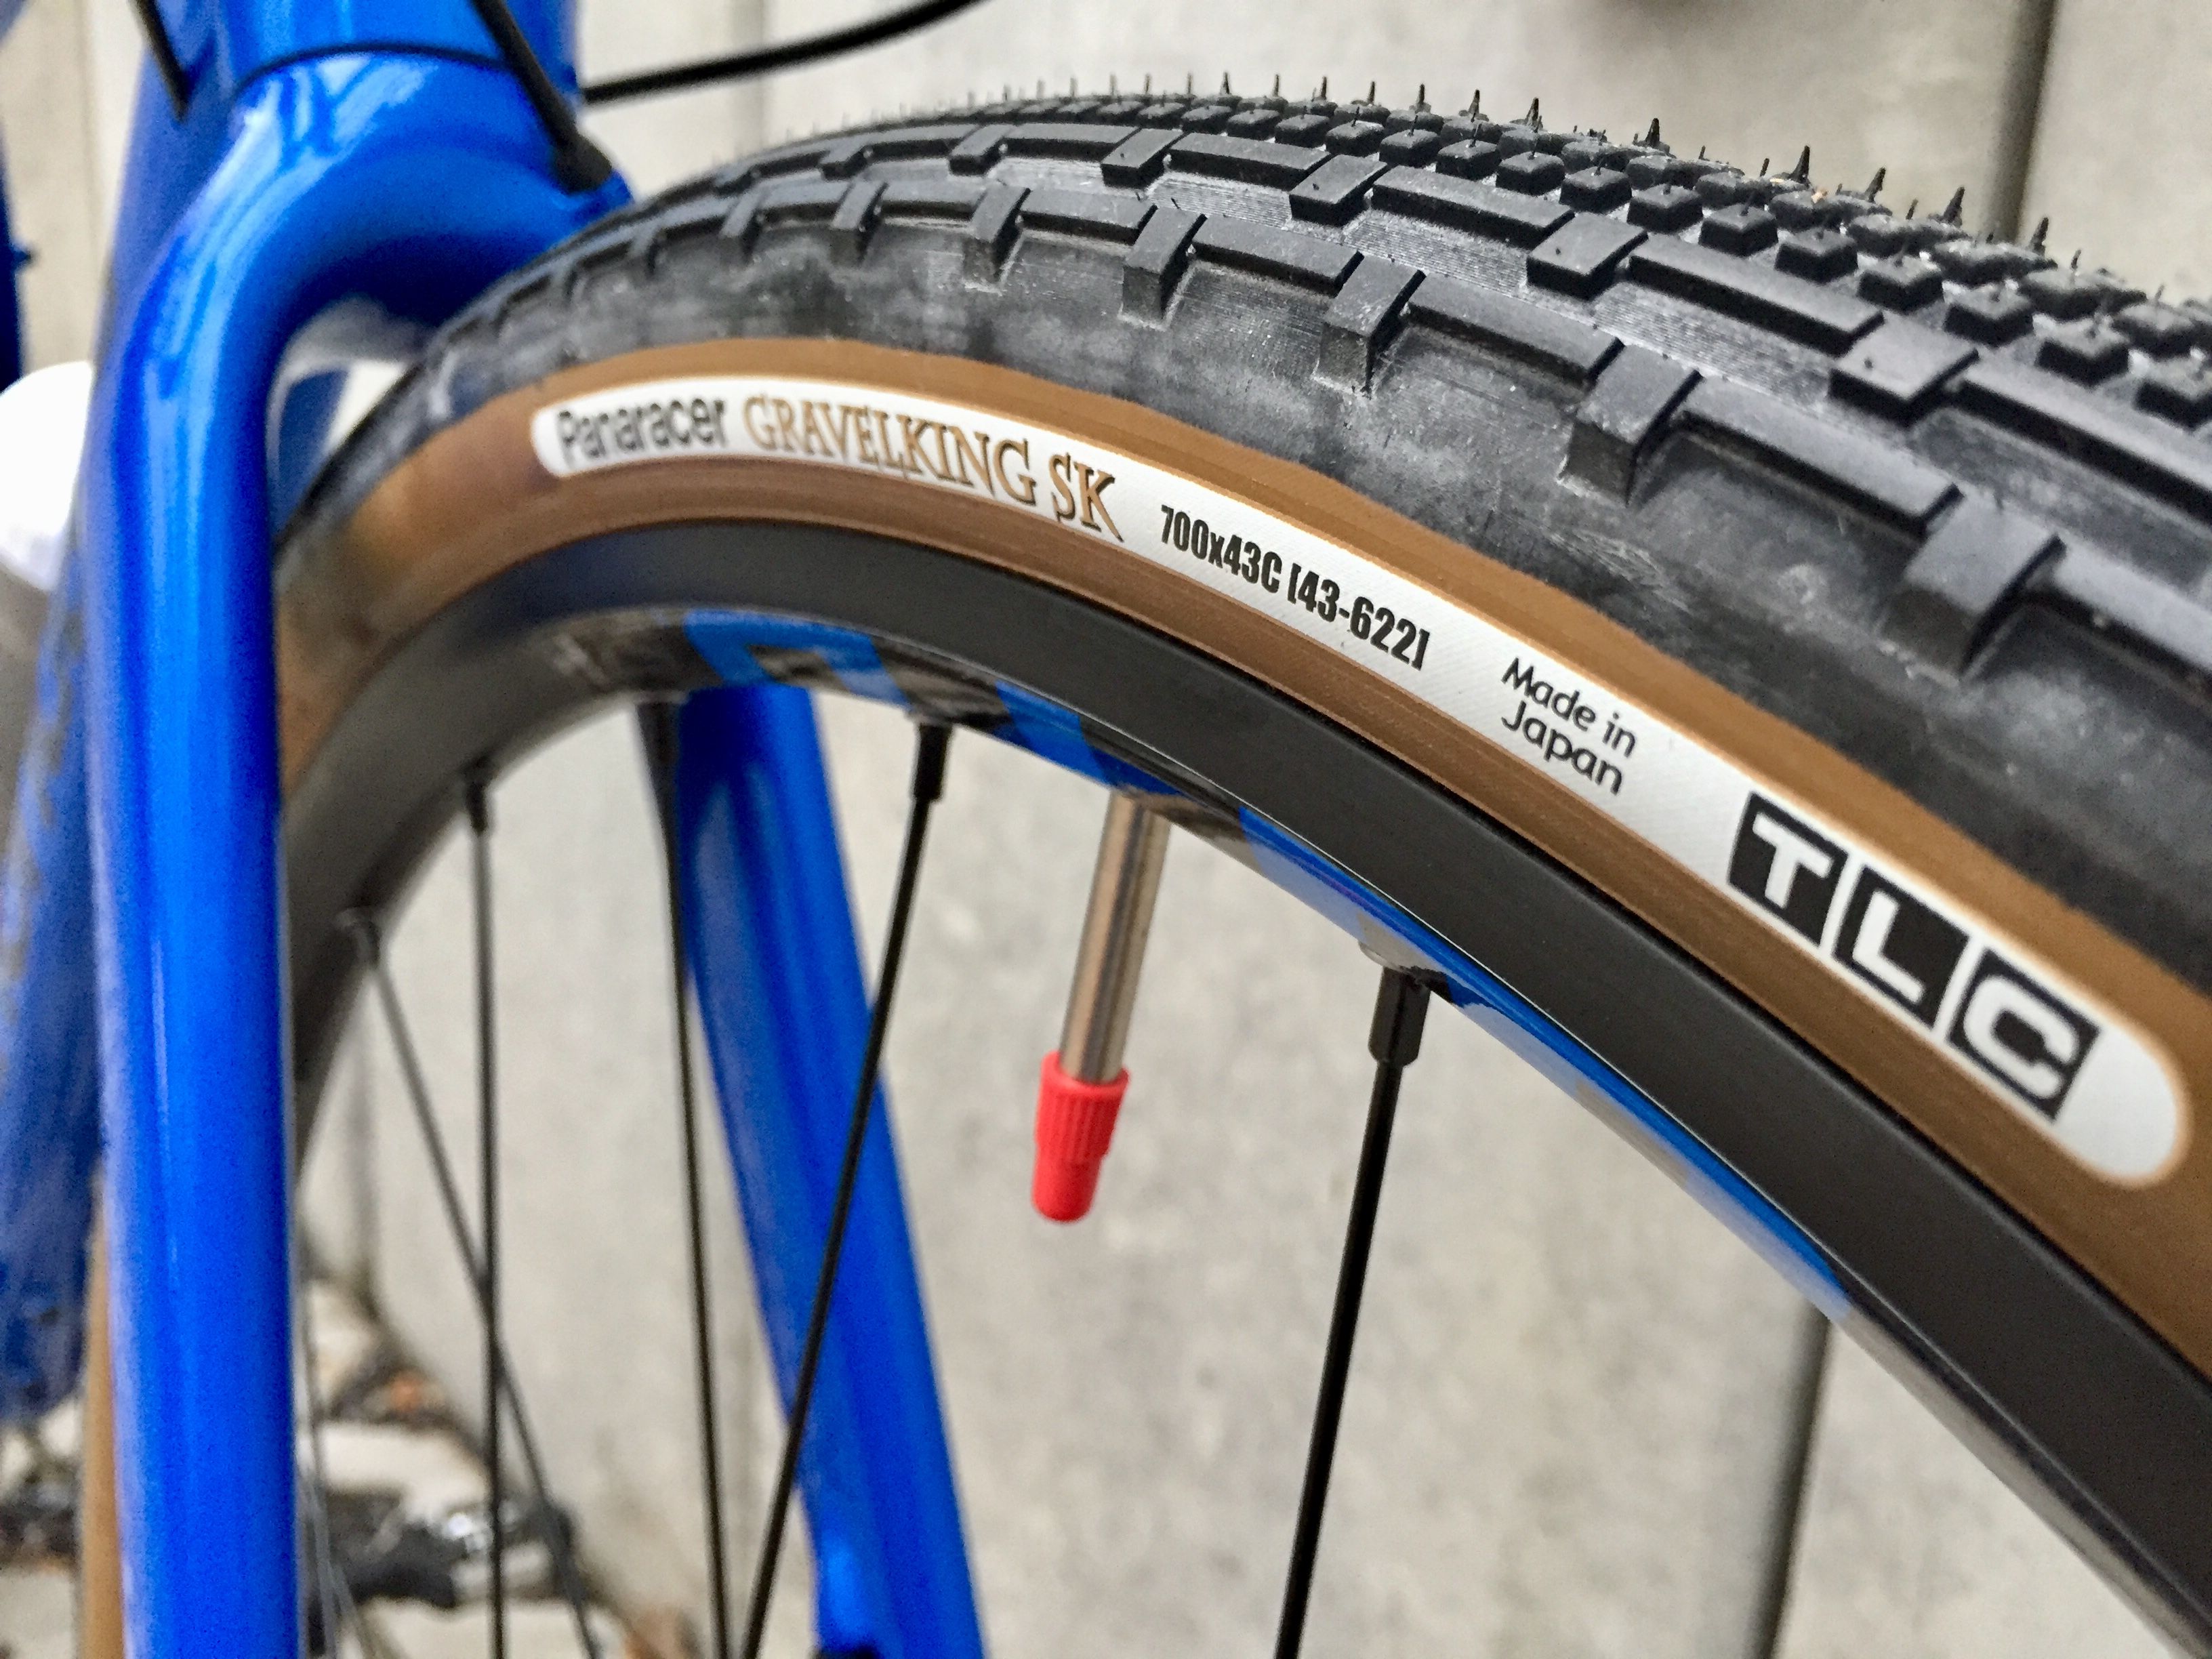 Panaracer GRAVELKING SK 700x43C [43-622]
Made in
Japan
TLC